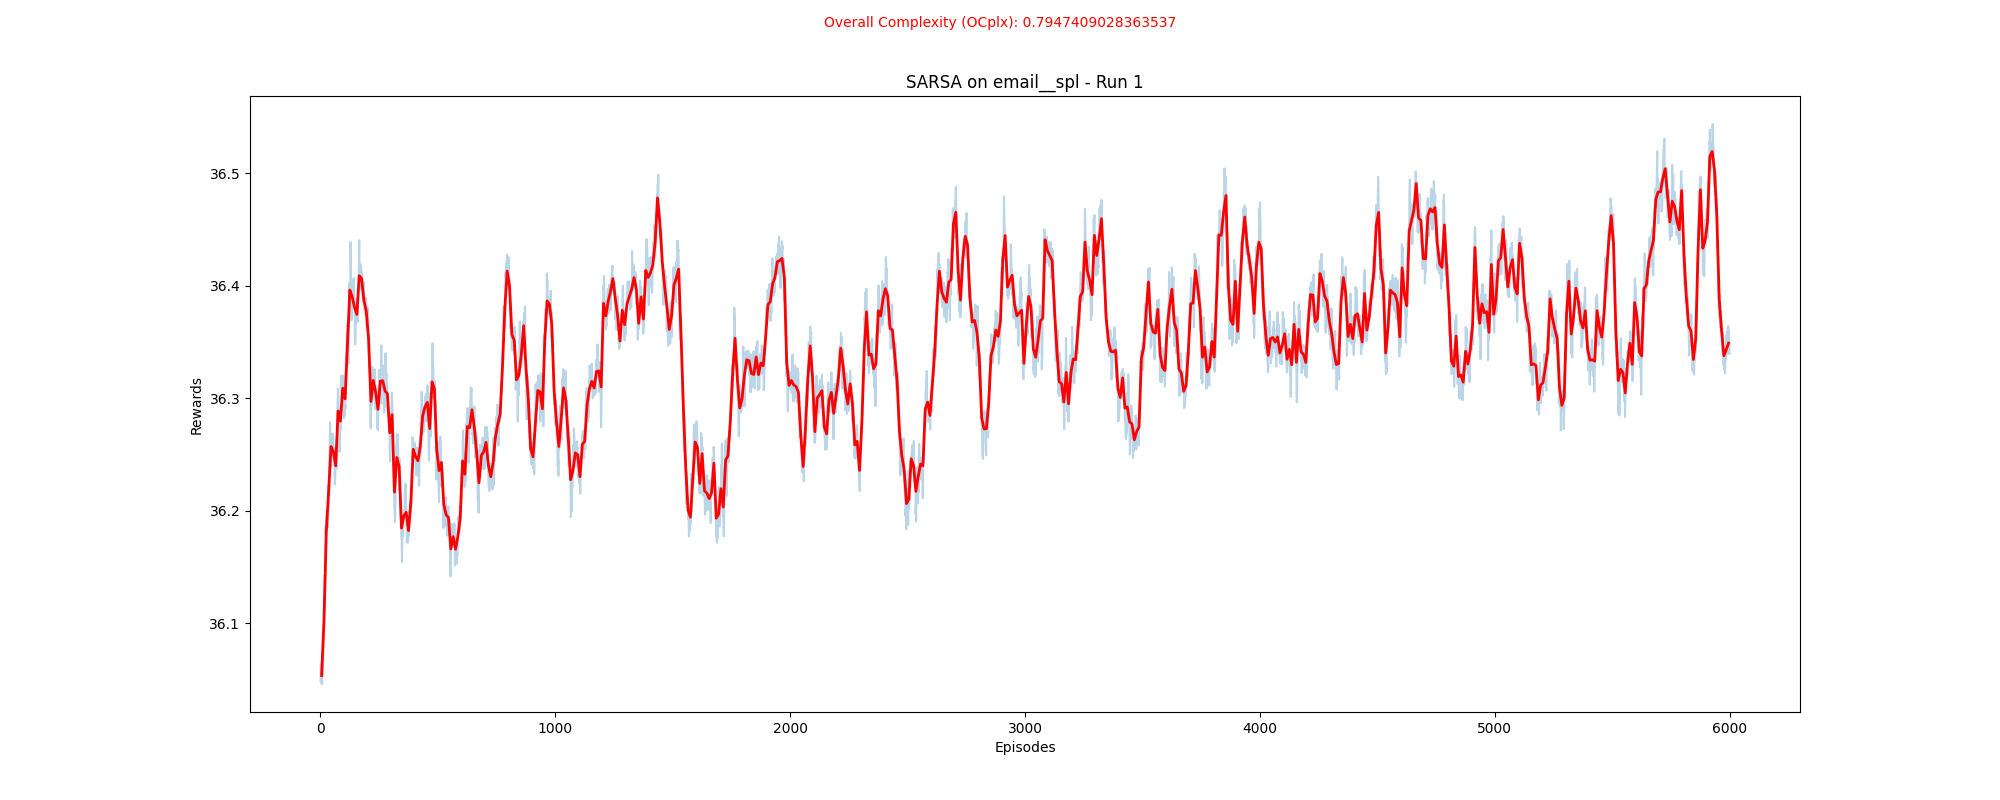 Overall Complexity (OCplx): 0.7947409028363537
SARSA on email__spl - Run 1
36.5
36.4
36.3
36.2
36.1
Rewards
0 1000 2000 3000 4000 5000 6000
Episodes